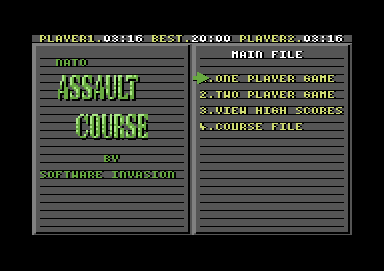 PLAYER1.03:16 BEST.20:00 PLAYER2.03:16
NATO
ASSAULT
COURSE
BY
SOFTWARE INVASION
MAIN FILE
1.ONE PLAYER GAME
2.TWO PLAYER GAME
3.VIEW HIGH SCORES
4.COURSE FILE